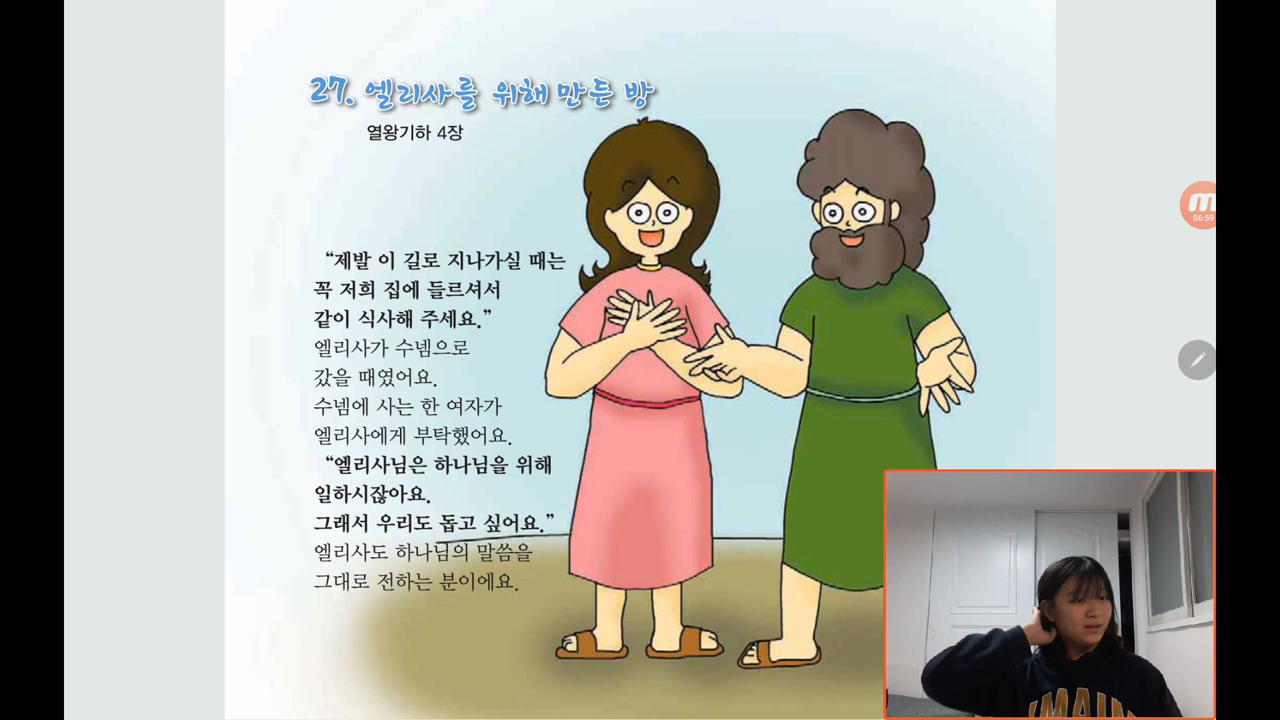 27. 엘리사를 위해 만든 방
열왕기하 4장
“제발 이 길로 지나가실 때는
꼭 저희 집에 들르셔서
같이 식사해 주세요.”
엘리사가 수넴으로
갔을 때였어요.
수넴에 사는 한 여자가
엘리사에게 부탁했어요.
“엘리사님은 하나님을 위해
일하시잖아요.
그래서 우리도 돕고 싶어요.”
엘리사도 하나님의 말씀을
그대로 전하는 분이에요.
06:59